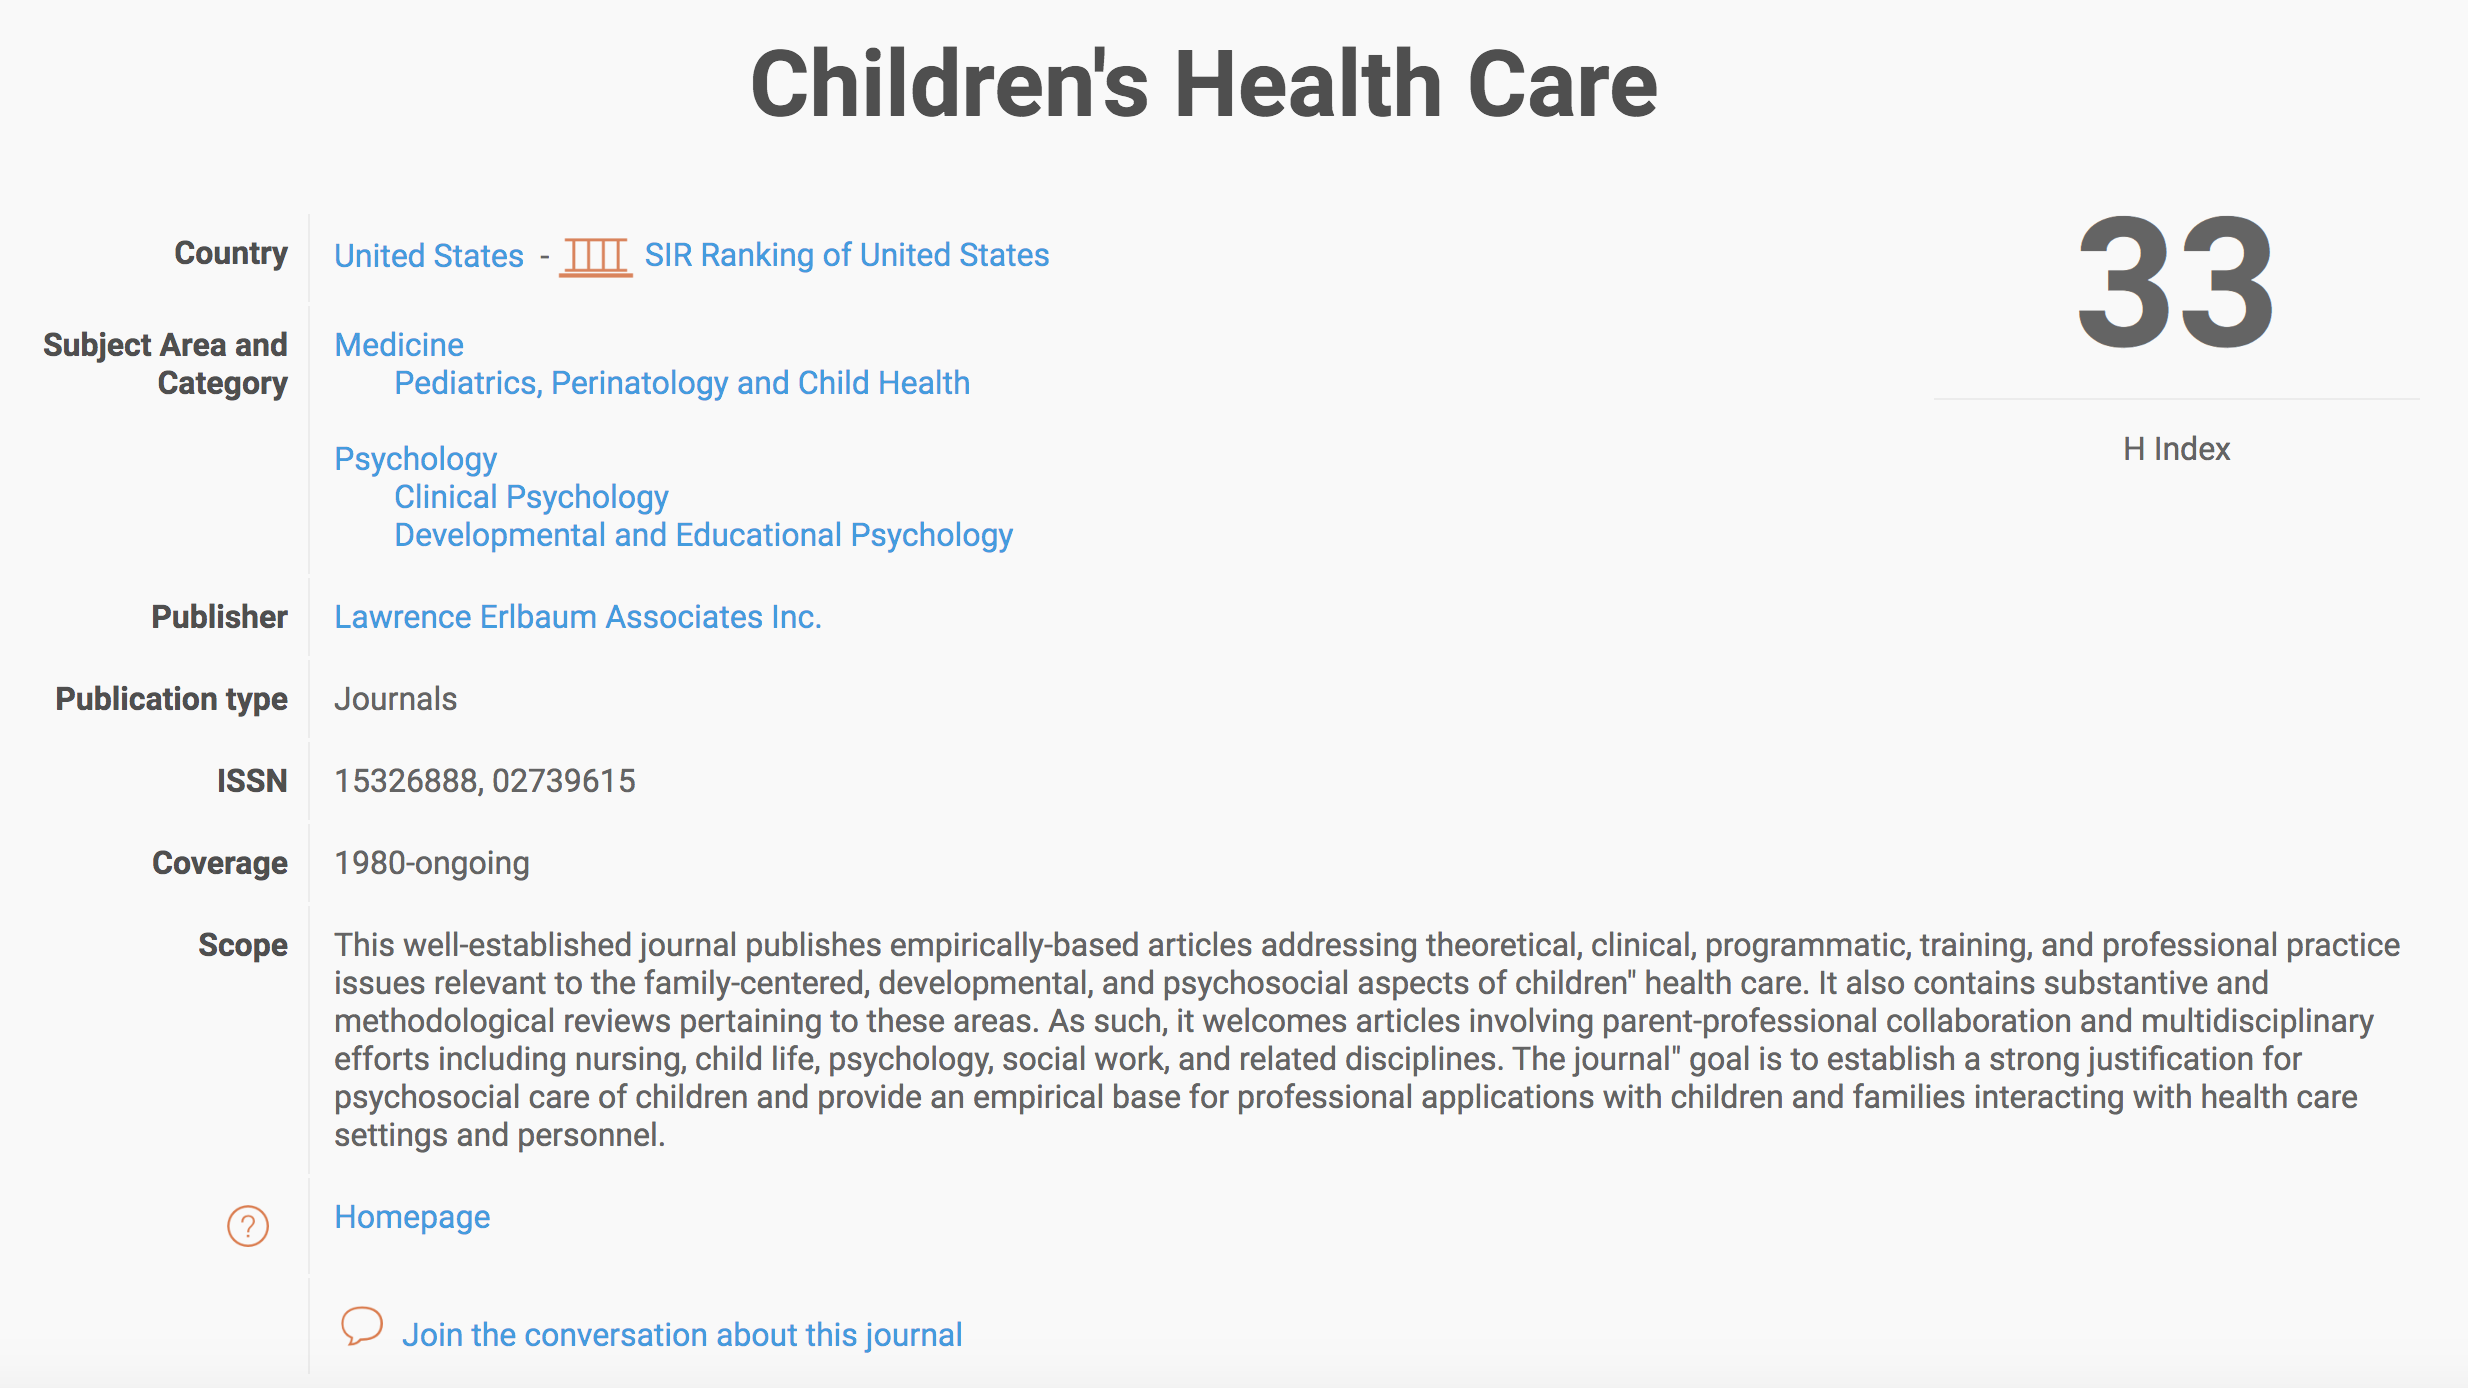 Children's Health Care
Country
United States - SIR Ranking of United States
33
H Index
Subject Area and
Category
Medicine
Pediatrics, Perinatology and Child Health
Psychology
Clinical Psychology
Developmental and Educational Psychology
Publisher
Lawrence Erlbaum Associates Inc.
Publication type
Journals
ISSN
15326888, 02739615
Coverage
1980-ongoing
Scope
This well-established journal publishes empirically-based articles addressing theoretical, clinical, programmatic, training, and professional practice
issues relevant to the family-centered, developmental, and psychosocial aspects of children" health care. It also contains substantive and
methodological reviews pertaining to these areas. As such, it welcomes articles involving parent-professional collaboration and multidisciplinary
efforts including nursing, child life, psychology, social work, and related disciplines. The journal" goal is to establish a strong justification for
psychosocial care of children and provide an empirical base for professional applications with children and families interacting with health care
settings and personnel.
?
Homepage
Join the conversation about this journal